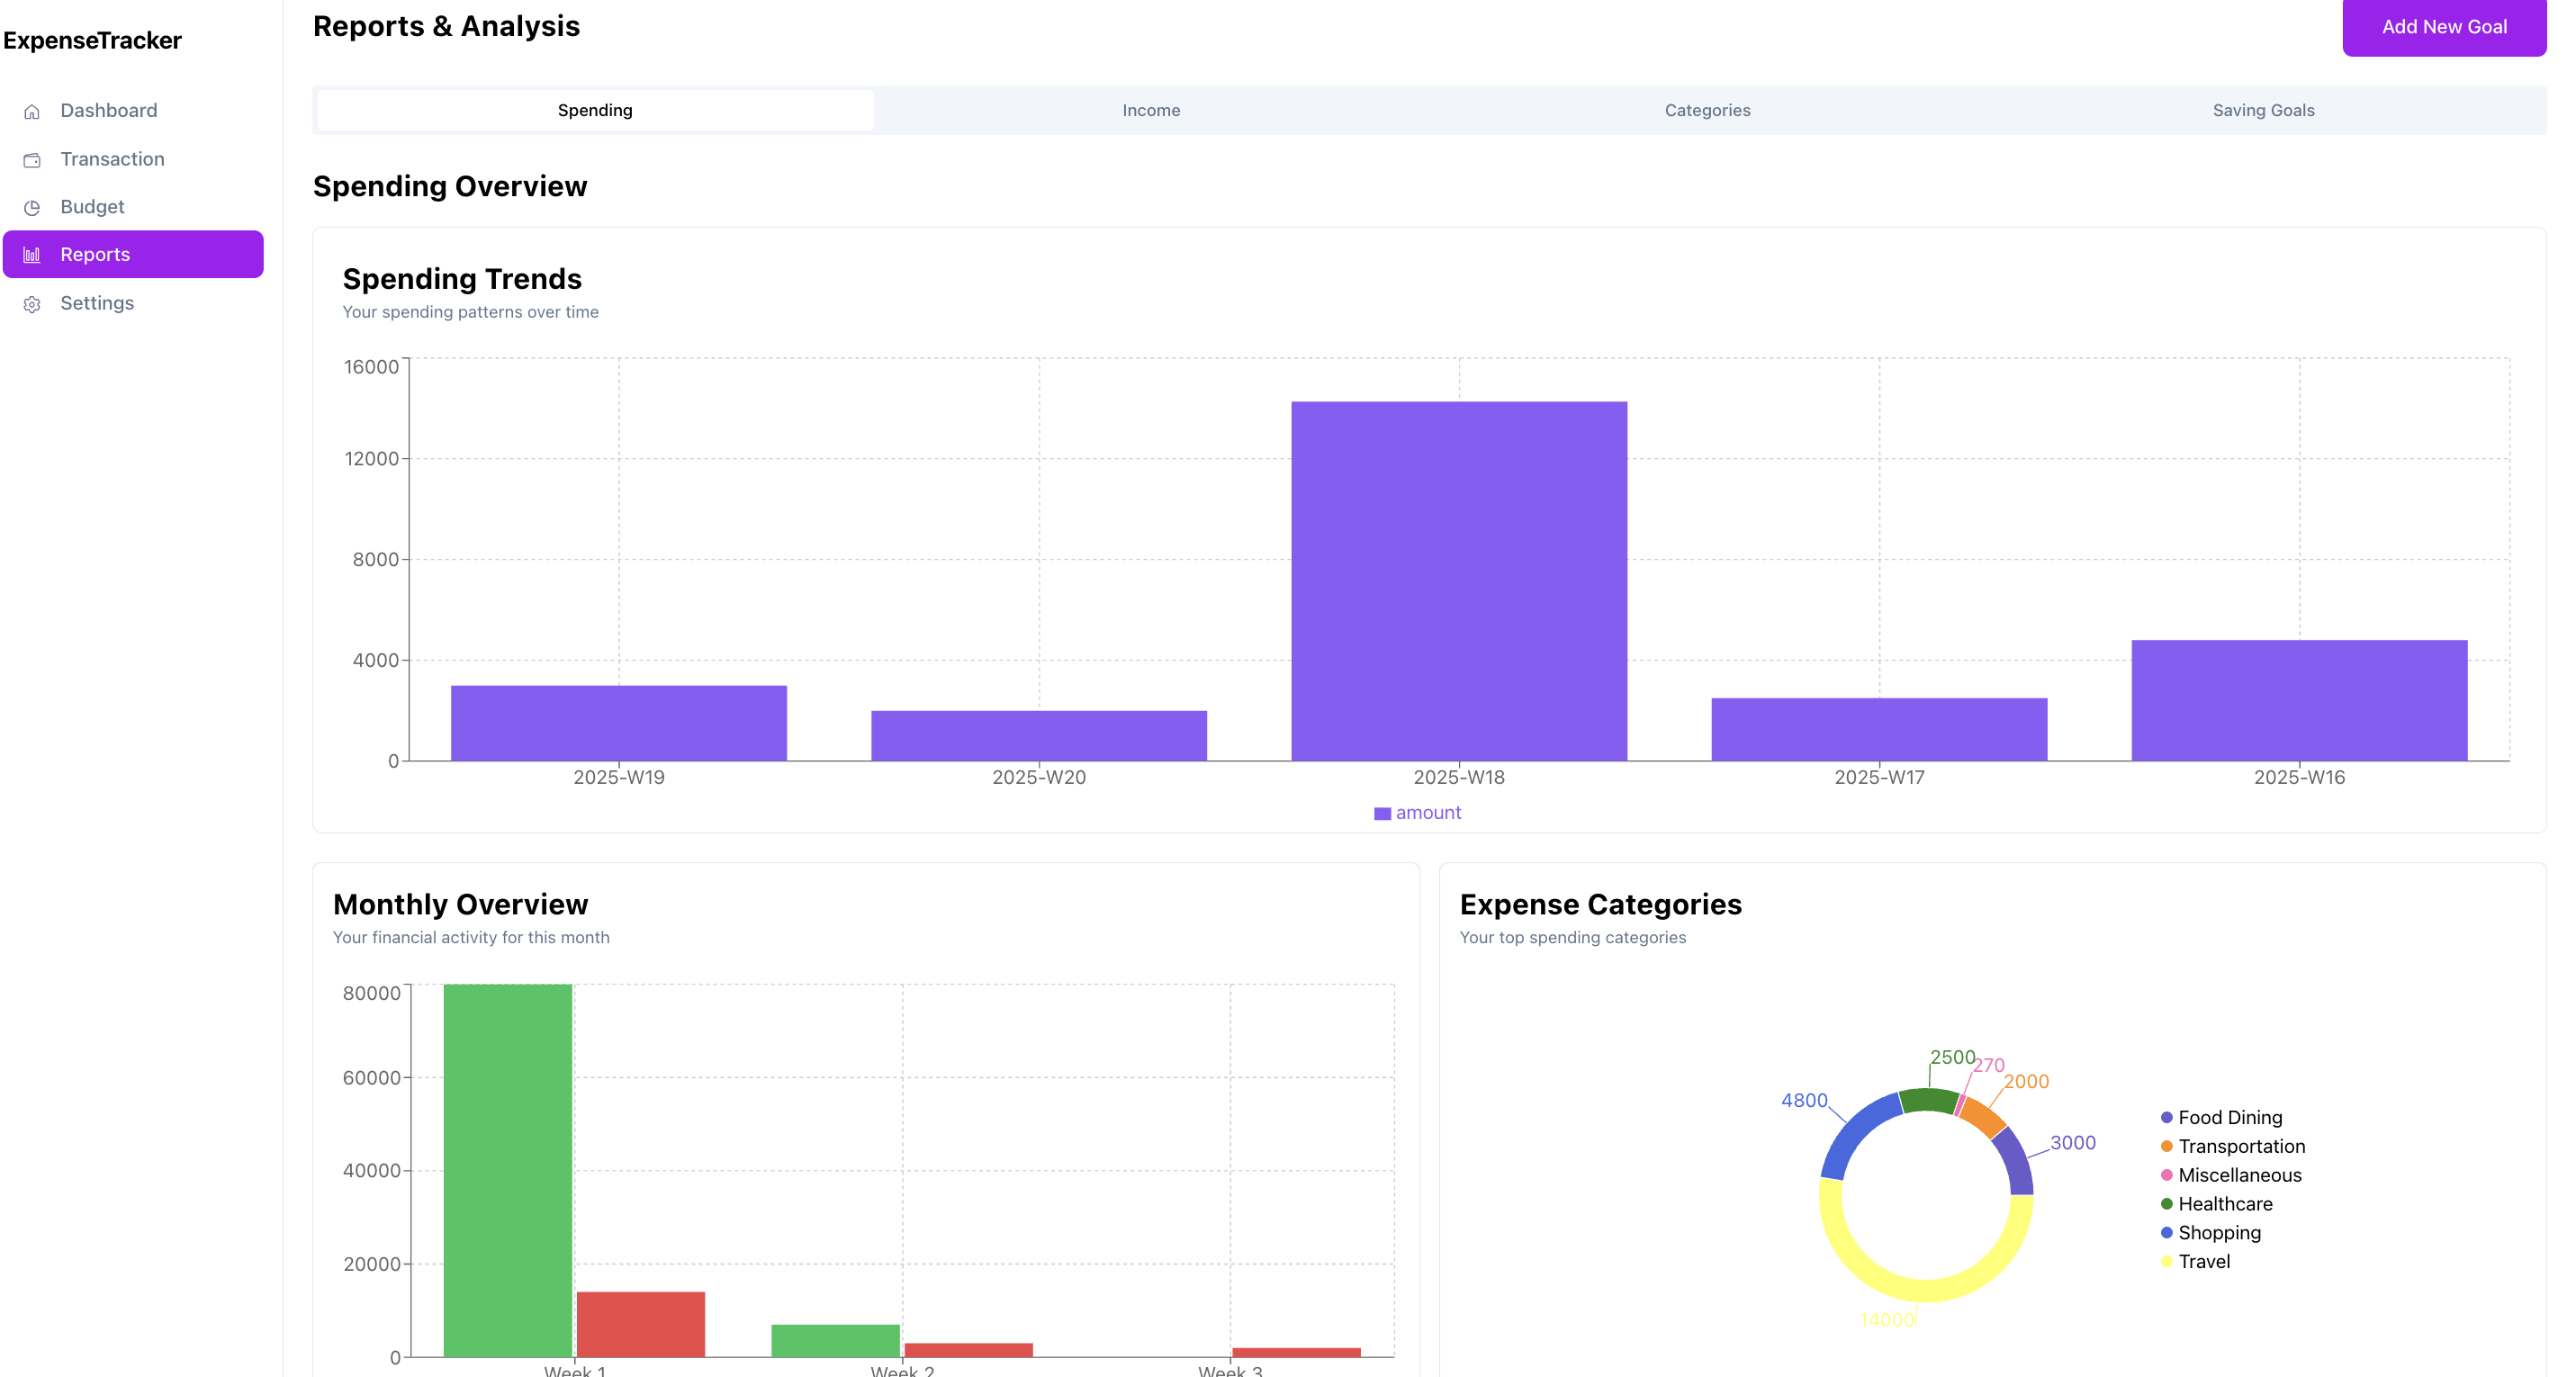 ExpenseTracker
Dashboard
Transaction
Budget
Reports
Settings
Reports & Analysis
Add New Goal
Spending
Income
Categories
Saving Goals
Spending Overview
Spending Trends
Your spending patterns over time
16000
12000
8000
4000
0
2025-W19
2025-W20
2025-W18
2025-W17
2025-W16
amount
Monthly Overview
Your financial activity for this month
80000
60000
40000
20000
0
Week 1
Week 2
Week 3
Expense Categories
Your top spending categories
2500
270
2000
4800
3000
14000
Food Dining
Transportation
Miscellaneous
Healthcare
Shopping
Travel